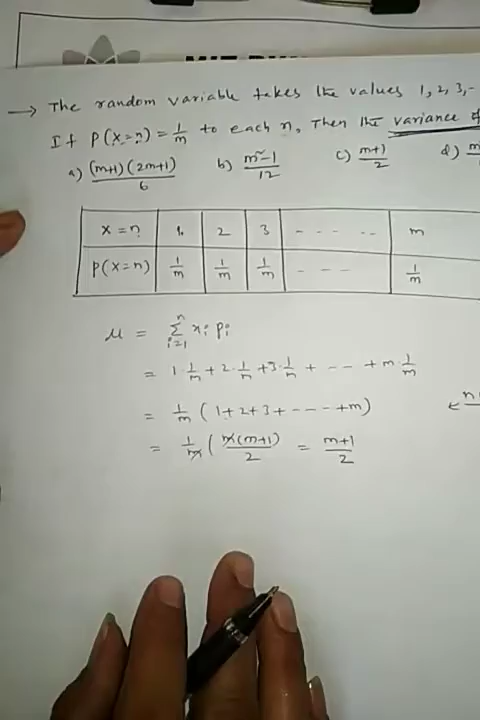 → The random variable takes the values 1, 2, 3, -
If P(x=n) = 1/m to each n, Then the variance of
a) (m+1)(2m+1)/6 b) m²-1/12 c) m+1/2 d)
x = n 1 2 3 - - - - - - m
P(x=n) 1/m 1/m 1/m - - - 1/m
μ = Σ_{i=1}^{n} xᵢ pᵢ
= 1·1/m + 2·1/m + 3·1/m + - - - + m·1/m
= 1/m (1+2+3+ - - - - +m)
= 1/m ( m(m+1)/2 = m+1/2